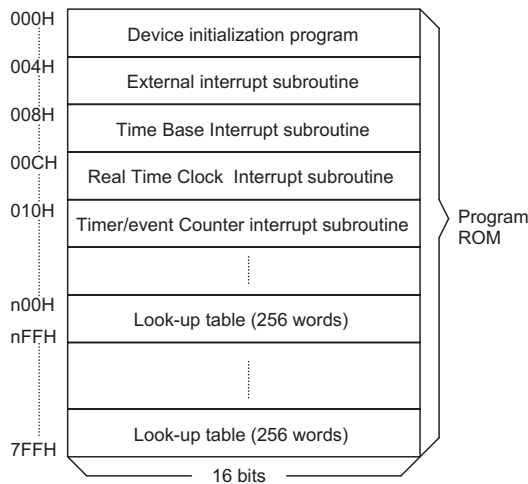 000H
Device initialization program
004H
External interrupt subroutine
008H
Time Base Interrupt subroutine
00CH
Real Time Clock Interrupt subroutine
010H
Timer/event Counter interrupt subroutine
Program
ROM
n00H
Look-up table (256 words)
nFFH
Look-up table (256 words)
7FFH
16 bits